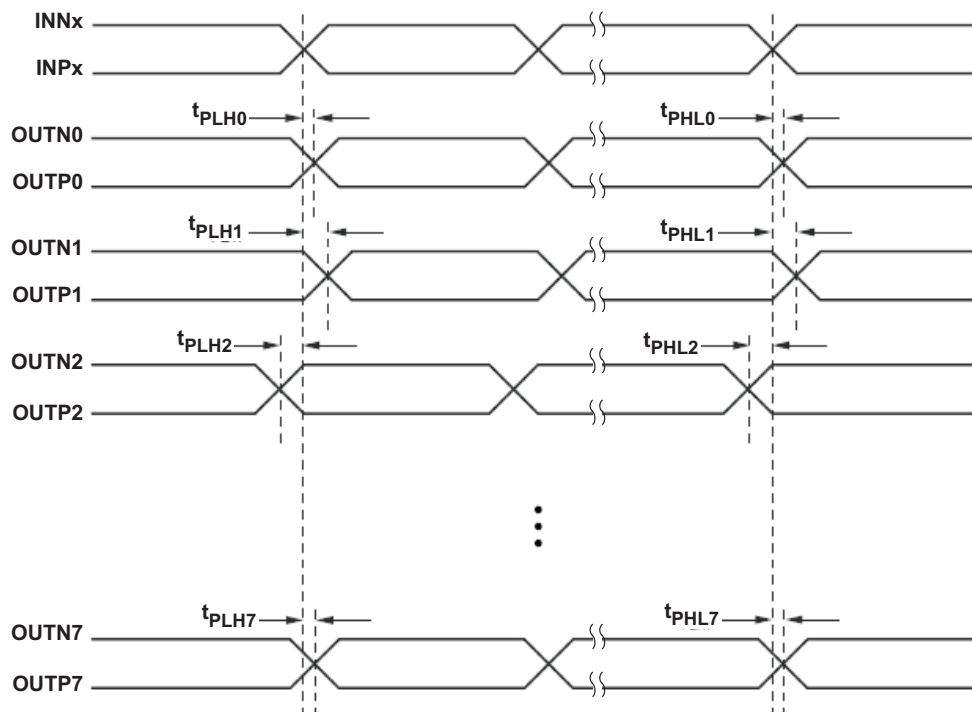 INNx
INPx
tPLH0 tPHL0
OUTN0
OUTP0
tPLH1 tPHL1
OUTN1
OUTP1
tPLH2 tPHL2
OUTN2
OUTP2
tPLH7 tPHL7
OUTN7
OUTP7